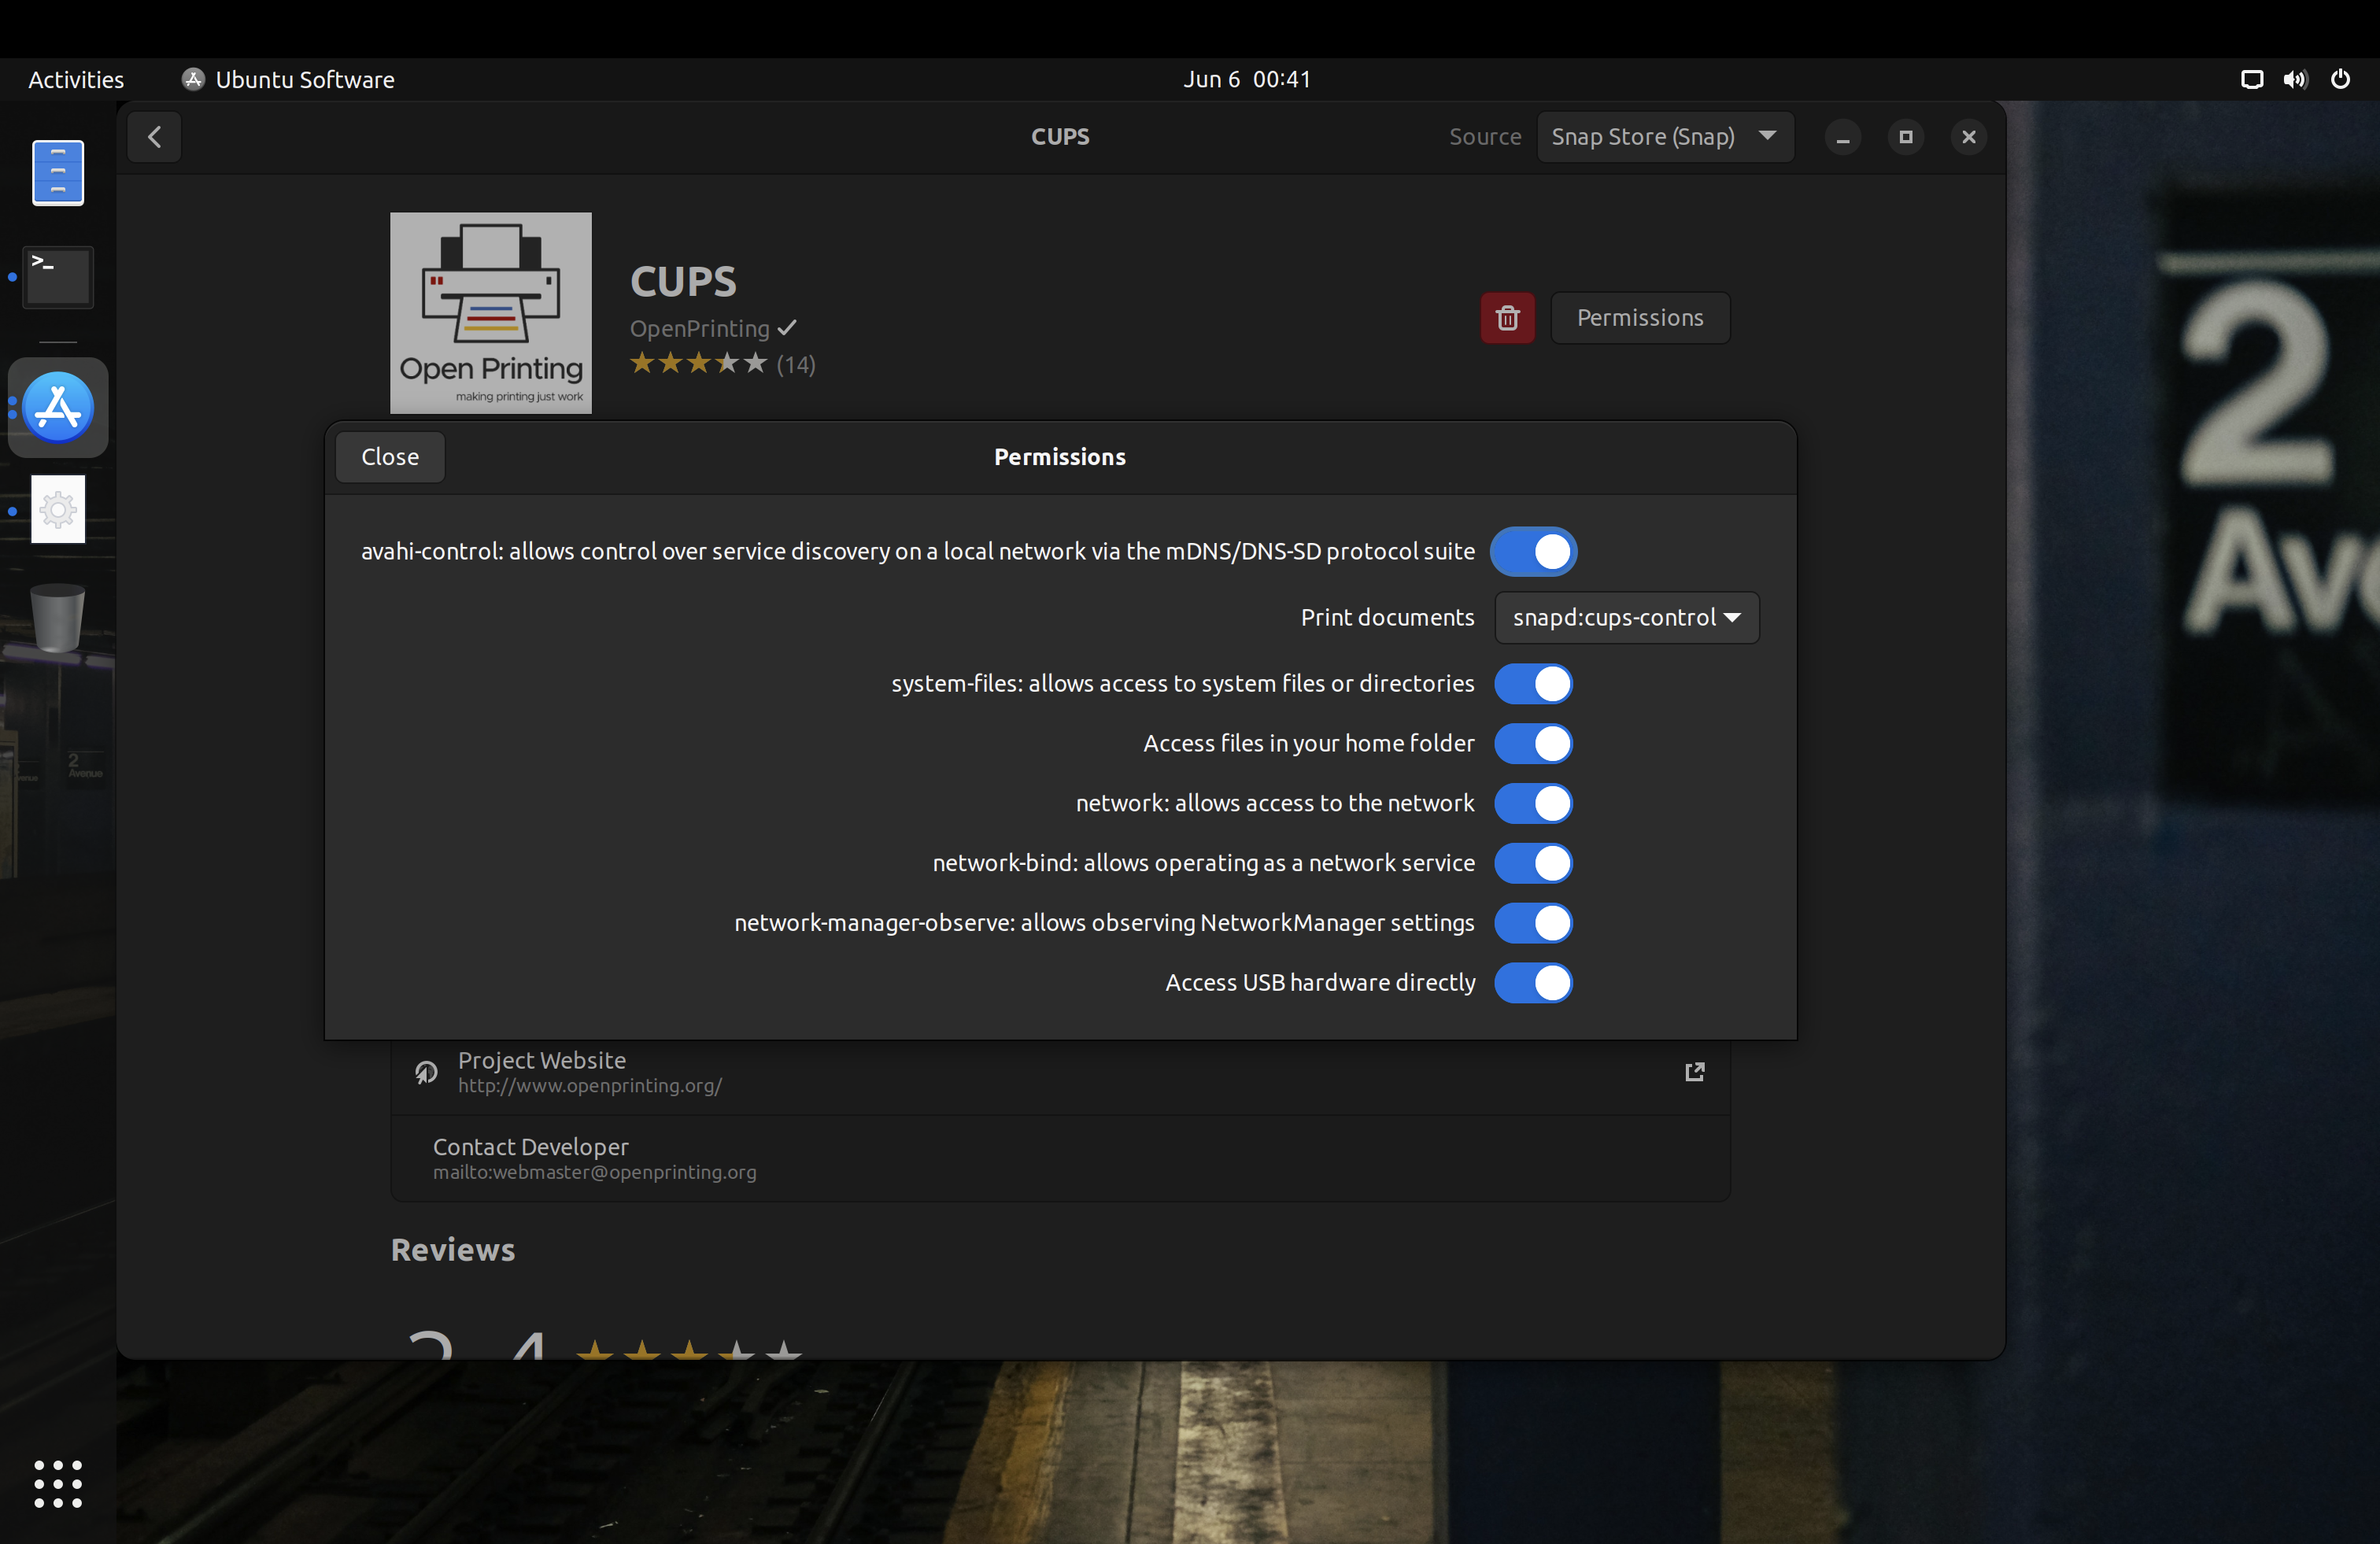 Activities
Ubuntu Software
Jun 6 00:41
CUPS
Source
Snap Store (Snap)
Open Printing
making printing just work
CUPS
OpenPrinting
(14)
Permissions
Close
Permissions
avahi-control: allows control over service discovery on a local network via the mDNS/DNS-SD protocol suite
Print documents
snapd:cups-control
system-files: allows access to system files or directories
Access files in your home folder
network: allows access to the network
network-bind: allows operating as a network service
network-manager-observe: allows observing NetworkManager settings
Access USB hardware directly
Project Website
http://www.openprinting.org/
Contact Developer
mailto:webmaster@openprinting.org
Reviews
2
Avenue
2